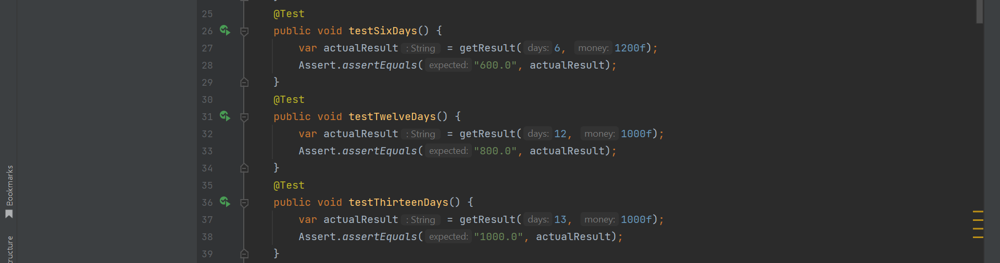 25 @Test
26 public void testSixDays() {
27 var actualResult : String = getResult( days: 6, money: 1200f);
28 Assert.assertEquals( expected: "600.0", actualResult);
29 }
30 @Test
31 public void testTwelveDays() {
32 var actualResult : String = getResult( days: 12, money: 1000f);
33 Assert.assertEquals( expected: "800.0", actualResult);
34 }
35 @Test
36 public void testThirteenDays() {
37 var actualResult : String = getResult( days: 13, money: 1000f);
38 Assert.assertEquals( expected: "1000.0", actualResult);
39 }
Bookmarks
tructure